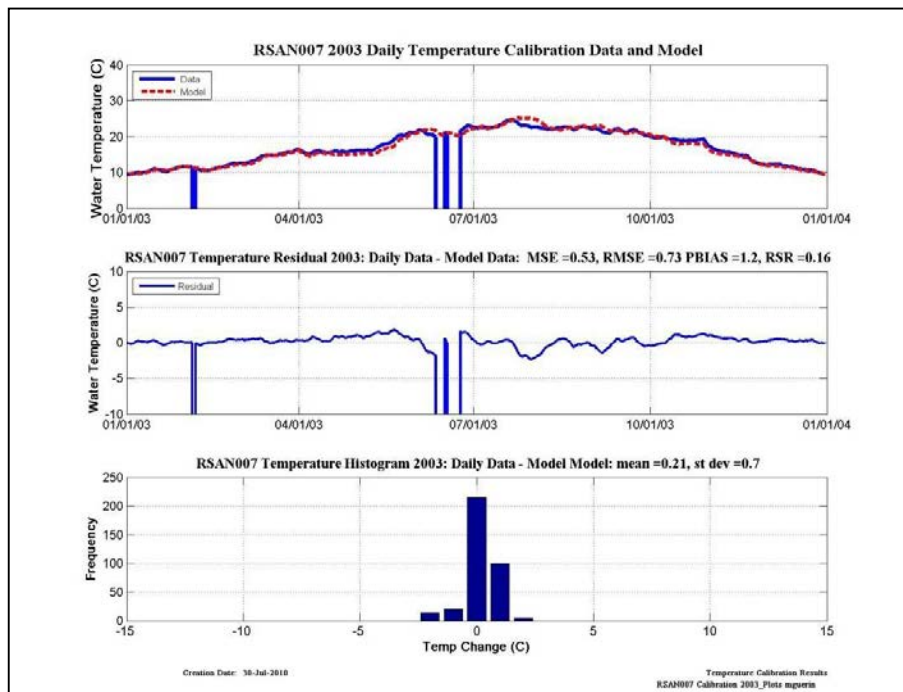 RSAN007 2003 Daily Temperature Calibration Data and Model
Water Temperature (C)
40
30
20
10
0
Data
Model
01/01/03 04/01/03 07/01/03 10/01/03 01/01/04
RSAN007 Temperature Residual 2003: Daily Data - Model Data: MSE =0.53, RMSE =0.73 PBIAS =1.2, RSR =0.16
Water Temperature (C)
10
5
0
-5
-10
Residual
01/01/03 04/01/03 07/01/03 10/01/03 01/01/04
RSAN007 Temperature Histogram 2003: Daily Data - Model Model: mean =0.21, st dev =0.7
Frequency
250
200
150
100
50
0
-15 -10 -5 0 5 10 15
Temp Change (C)
Creation Date: 30-Jul-2010
Temperature Calibration Results
RSAN007 Calibration 2003_Plots mguerin